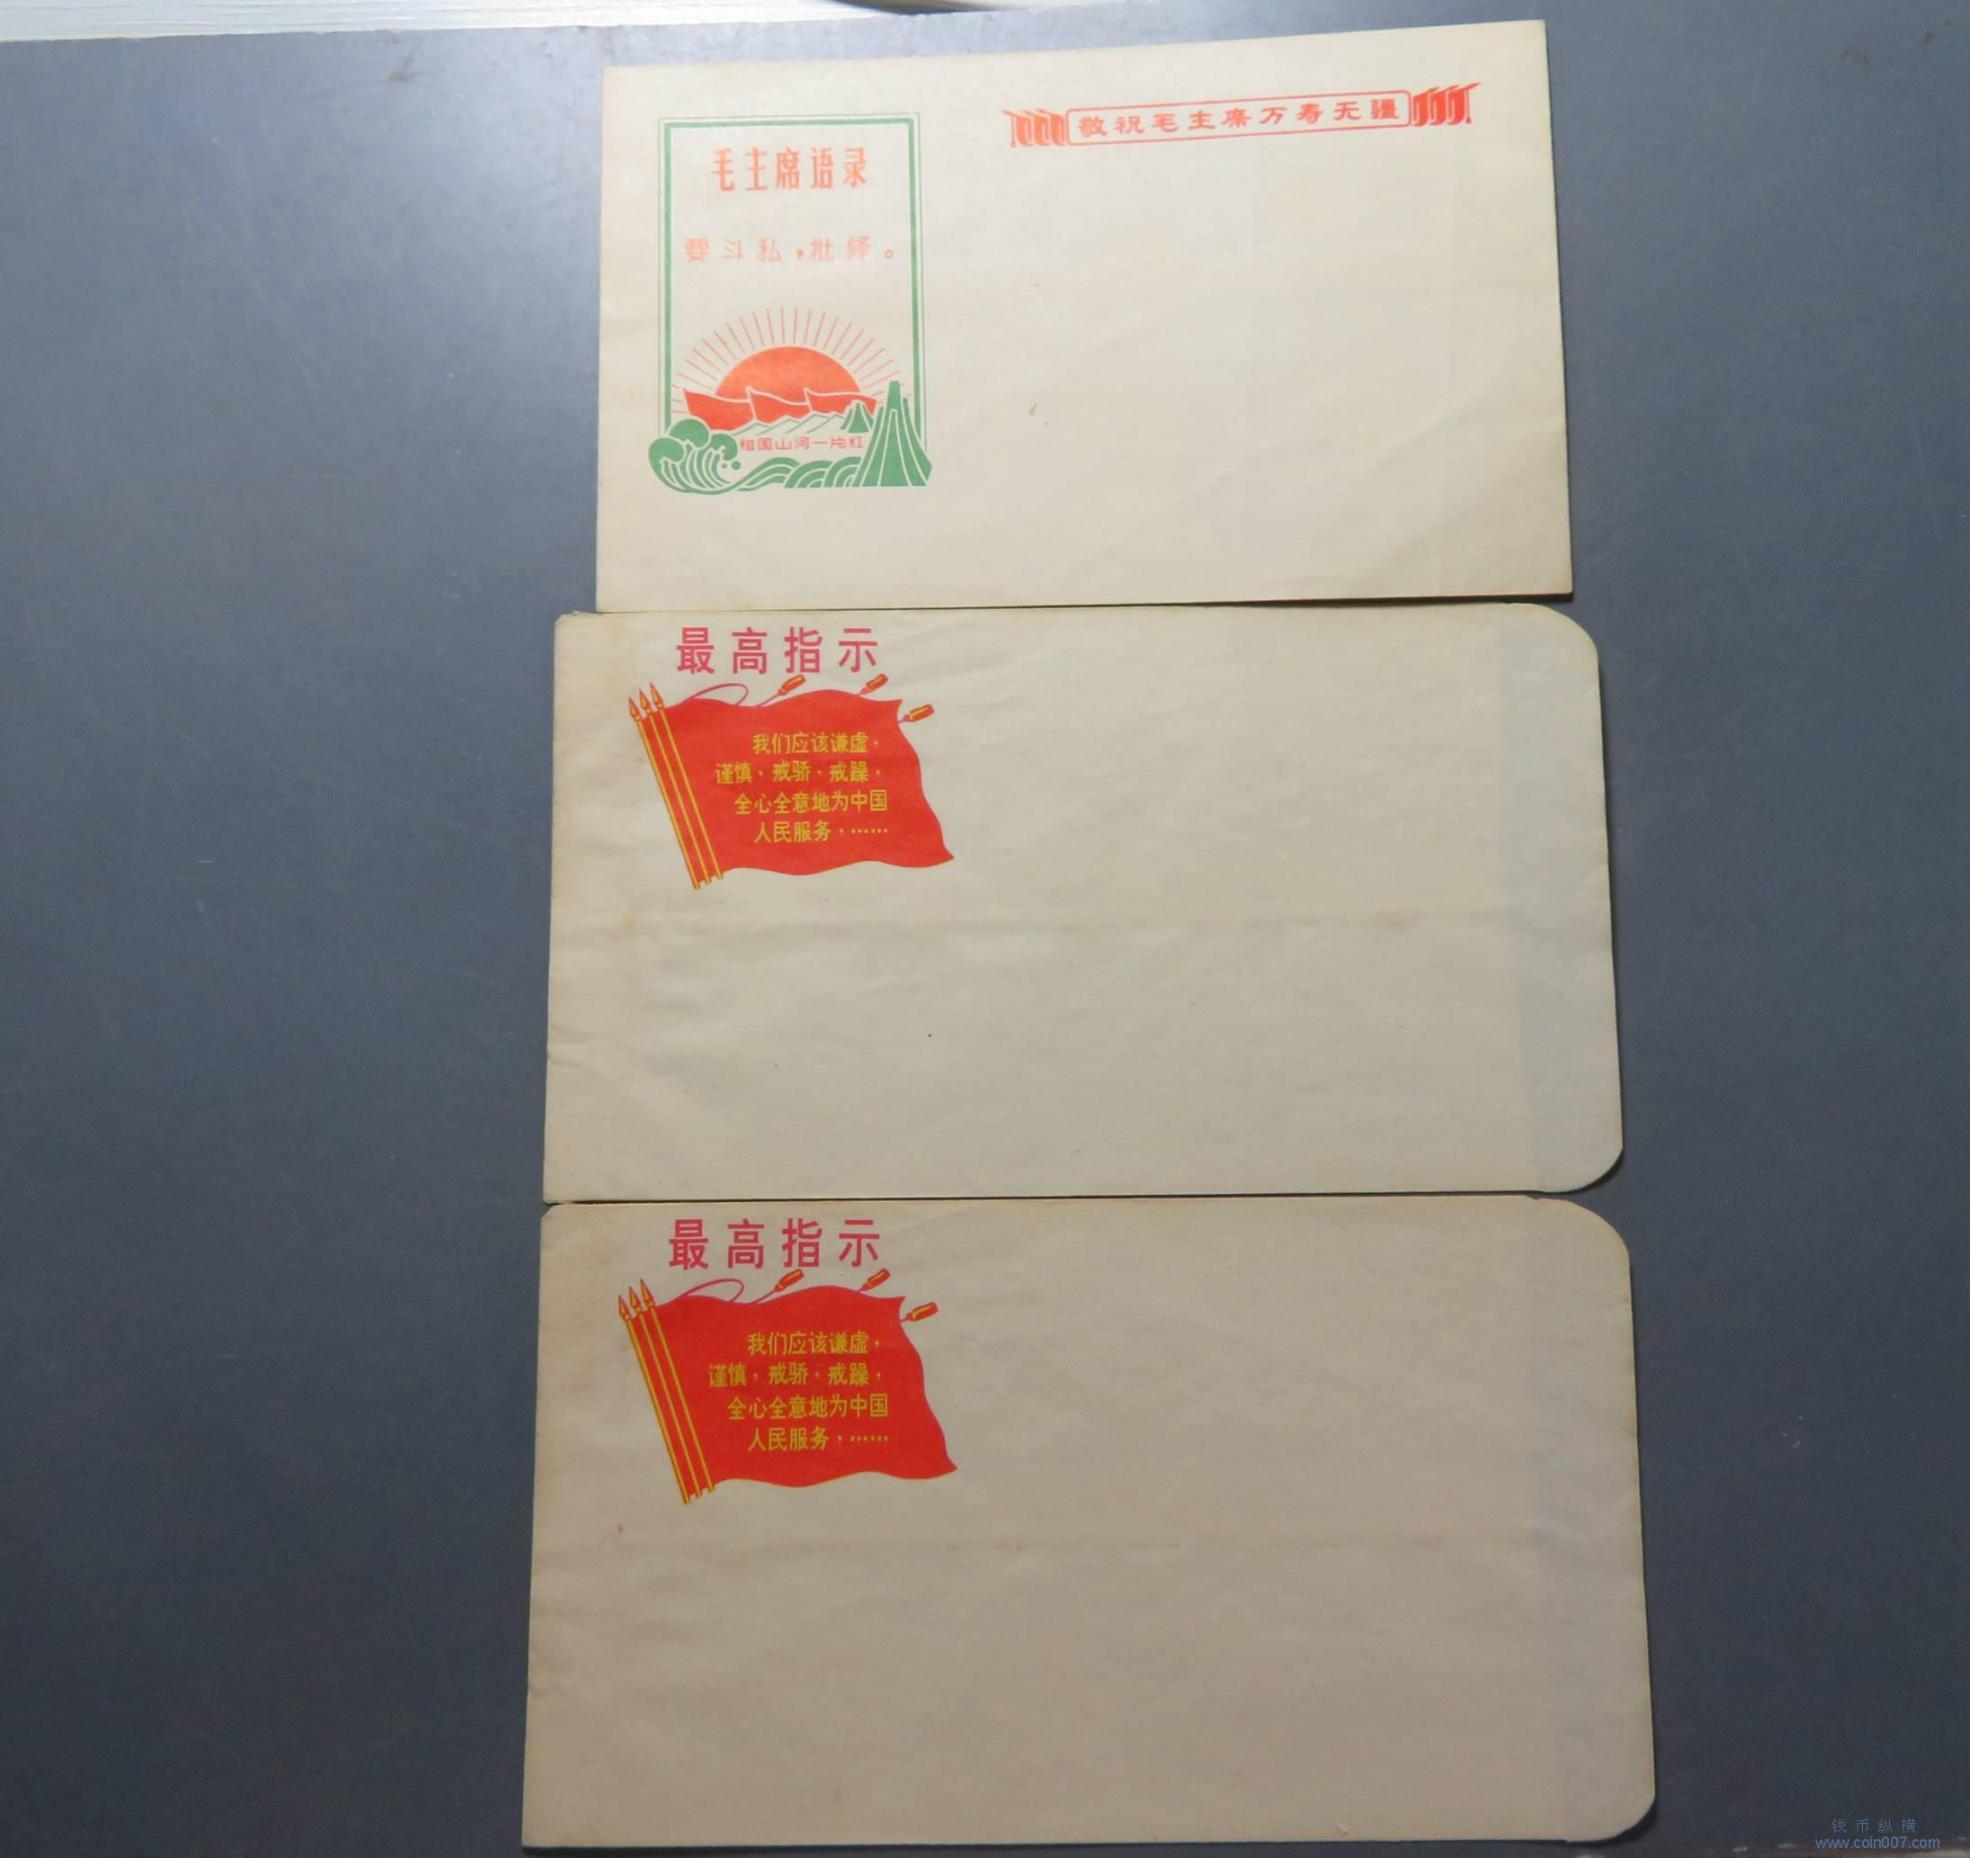 敬祝毛主席万寿无疆
毛主席语录
要斗私,批修。
祖国山河一片红
最高指示
我们应该谦虚,
谨慎、戒骄、戒躁,
全心全意地为中国
人民服务,……
最高指示
我们应该谦虚,
谨慎,戒骄,戒躁,
全心全意地为中国
人民服务,……
钱币纵横
www.coin007.com